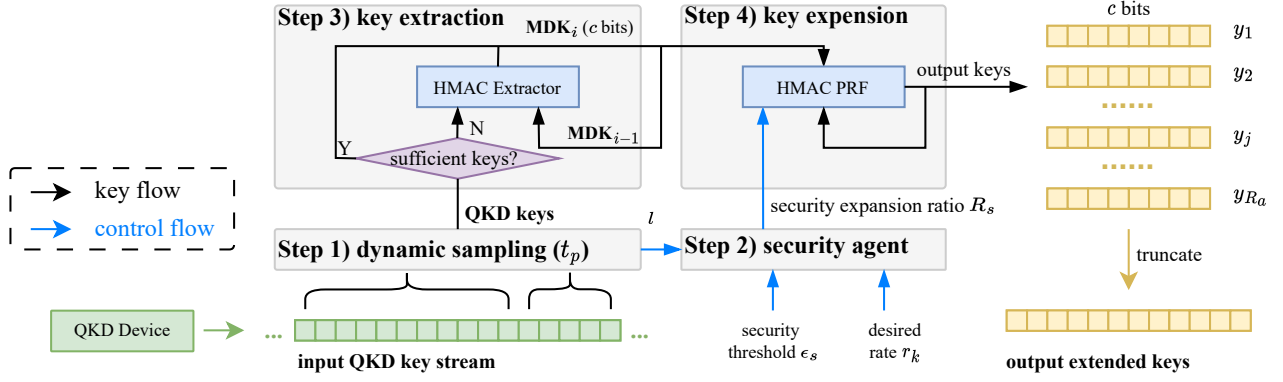 Step 3) key extraction
MDK_i (c bits)
HMAC Extractor
MDK_{i−1}
N
Y
sufficient keys?
QKD keys
Step 4) key expension
HMAC PRF
output keys
security expansion ratio R_s
c bits
y_1
y_2
......
y_j
......
y_{R_a}
truncate
output extended keys
key flow
control flow
Step 1) dynamic sampling (t_p)
l
Step 2) security agent
QKD Device
...
...
input QKD key stream
security
threshold ϵ_s
desired
rate r_k